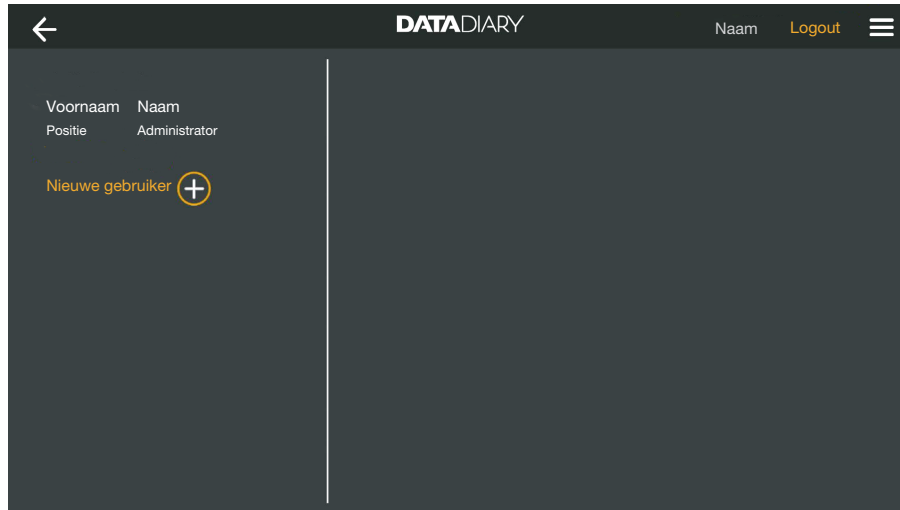 DATADIARY
Naam Logout
Voornaam Naam
Positie Administrator
Nieuwe gebruiker